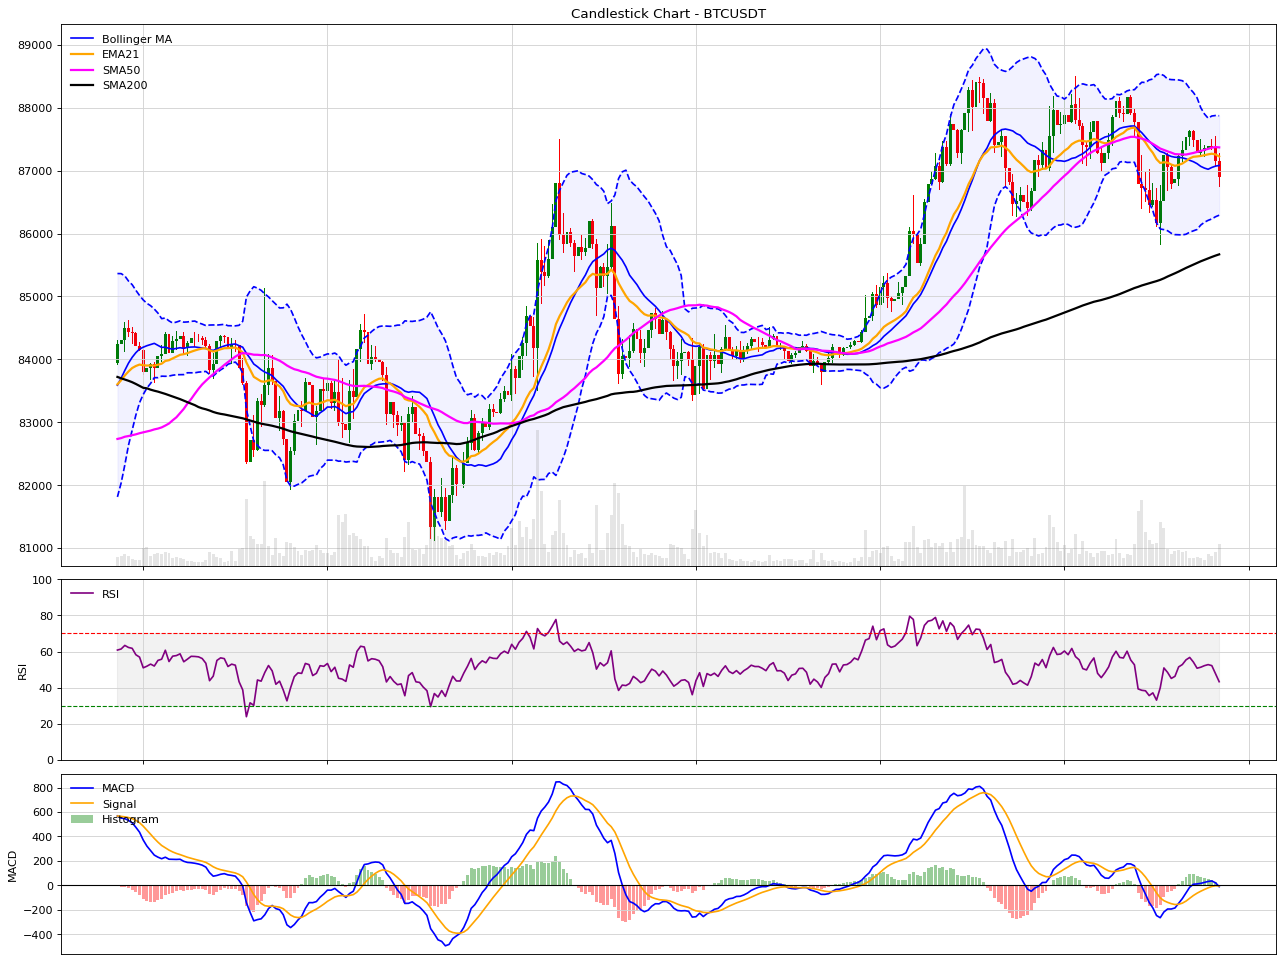 Candlestick Chart - BTCUSDT
Bollinger MA
EMA21
SMA50
SMA200
89000
88000
87000
86000
85000
84000
83000
82000
81000
RSI
RSI
100
80
60
40
20
0
MACD
Signal
Histogram
MACD
800
600
400
200
0
−200
−400